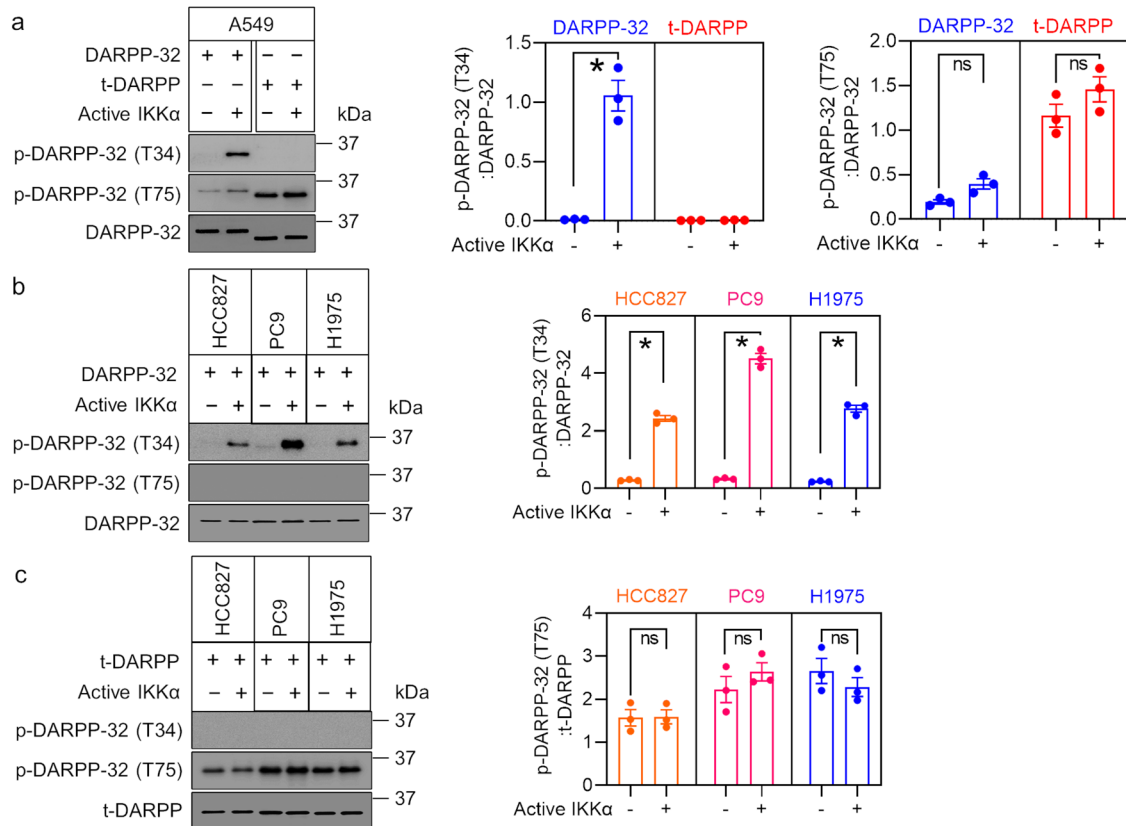 a
A549
DARPP-32 + + − −
t-DARPP − − + +
Active IKKα − + − + kDa
p-DARPP-32 (T34) 37
p-DARPP-32 (T75) 37
DARPP-32 37
DARPP-32 t-DARPP
p-DARPP-32 (T34)
:DARPP-32
1.5
1.0
0.5
0.0
*
Active IKKα - + - +
DARPP-32 t-DARPP
p-DARPP-32 (T75)
:DARPP-32
2.0
1.5
1.0
0.5
0.0
ns ns
Active IKKα - + - +
b
HCC827 PC9 H1975
DARPP-32 + + + + + +
Active IKKα − + − + − + kDa
p-DARPP-32 (T34) 37
p-DARPP-32 (T75) 37
DARPP-32 37
HCC827 PC9 H1975
p-DARPP-32 (T34)
:DARPP-32
6
4
2
0
* * *
Active IKKα - + - + - +
c
HCC827 PC9 H1975
t-DARPP + + + + + +
Active IKKα − + − + − + kDa
p-DARPP-32 (T34) 37
p-DARPP-32 (T75) 37
t-DARPP 37
HCC827 PC9 H1975
p-DARPP-32 (T75)
:t-DARPP
4
3
2
1
0
ns ns ns
Active IKKα - + - + - +